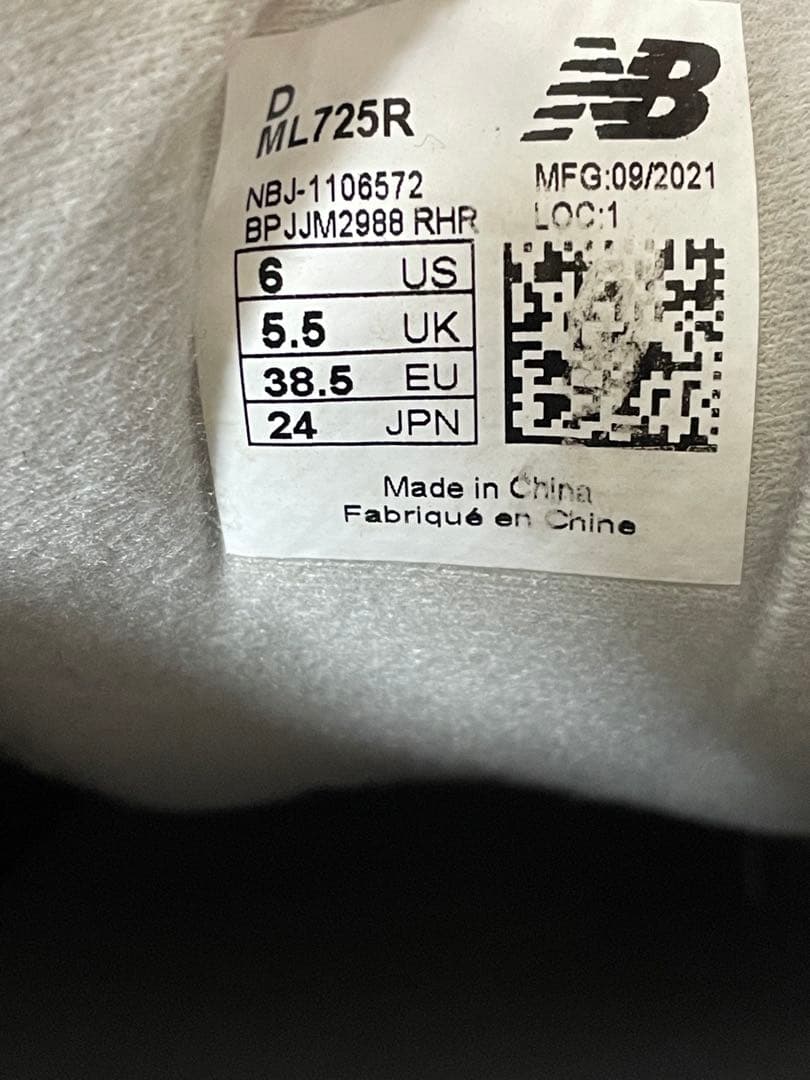 D
ML725R
NB
NBJ-1106572
MFG:09/2021
BPJJM2988 RHR
LOC:1
6 US
5.5 UK
38.5 EU
24 JPN
Made in China
Fabriqué en Chine